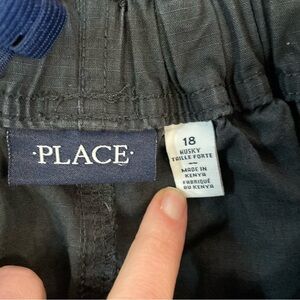 ·PLACE·
18
HUSKY
TAILLE FORTE
MADE IN
KENYA
FABRIQUÉ
AU KENYA